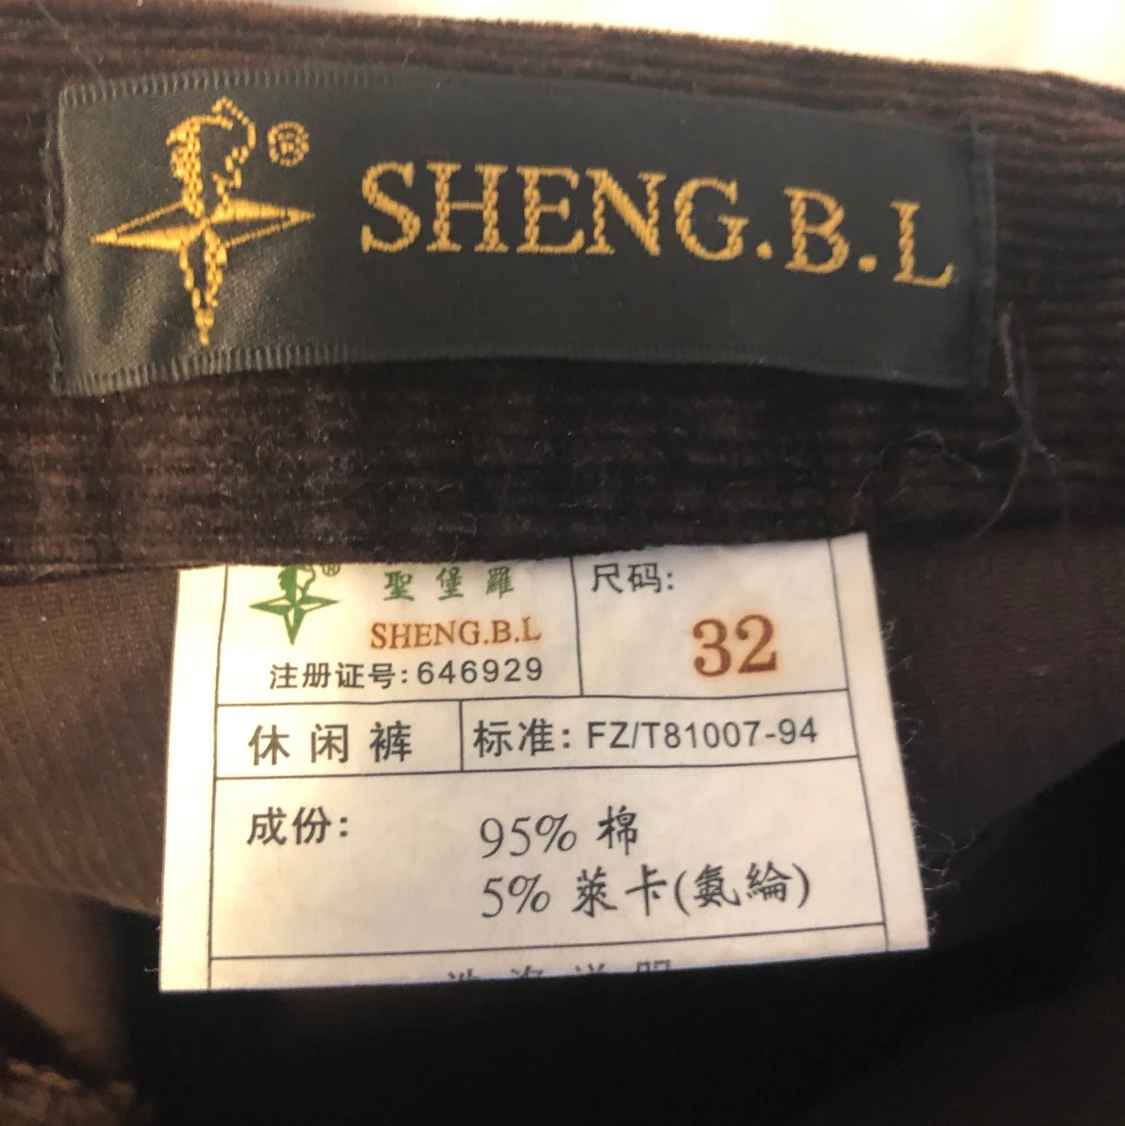 ® SHENG.B.L
® 聖堡羅
SHENG.B.L
注册证号:646929
尺码:
32
休闲裤
标准: FZ/T81007-94
成份:
95% 棉
5% 萊卡(氨綸)